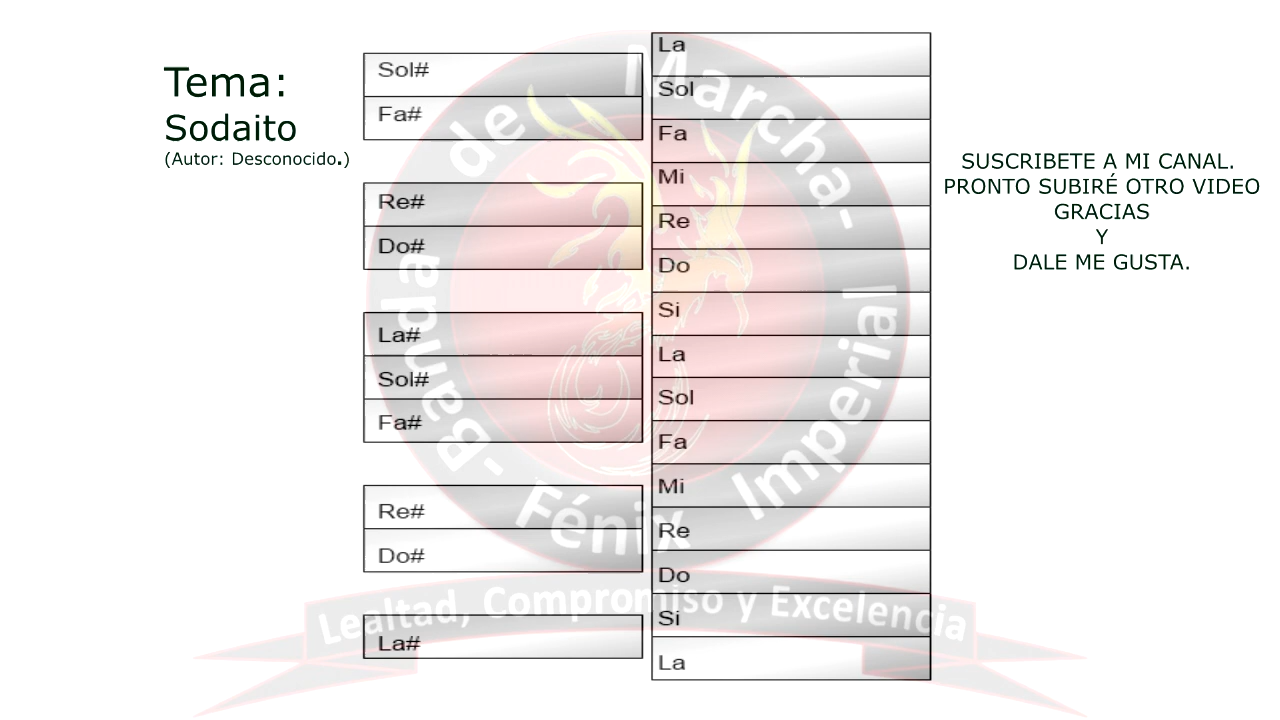 Tema:
Sodaito
(Autor: Desconocido.)
Sol#
Fa#
Re#
Do#
La#
Sol#
Fa#
Re#
Do#
La#
La
Sol
Fa
Mi
Re
Do
Si
La
Sol
Fa
Mi
Re
Do
Si
La
SUSCRIBETE A MI CANAL.
PRONTO SUBIRÉ OTRO VIDEO
GRACIAS
Y
DALE ME GUSTA.
Banda de Marcha - Fénix Imperial -
Lealtad, Compromiso y Excelencia